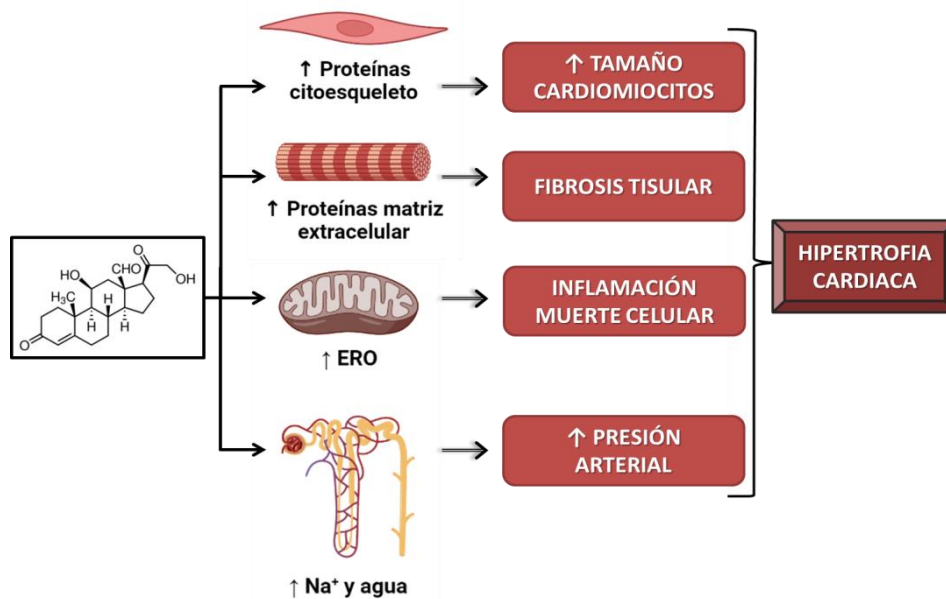 ↑ Proteínas
citoesqueleto
↑ TAMAÑO
CARDIOMIOCITOS
↑ Proteínas matriz
extracelular
FIBROSIS TISULAR
O
OH
HO
CHO
H₃C
H
H
H
O
↑ ERO
INFLAMACIÓN
MUERTE CELULAR
↑ Na⁺ y agua
↑ PRESIÓN
ARTERIAL
HIPERTROFIA
CARDIACA